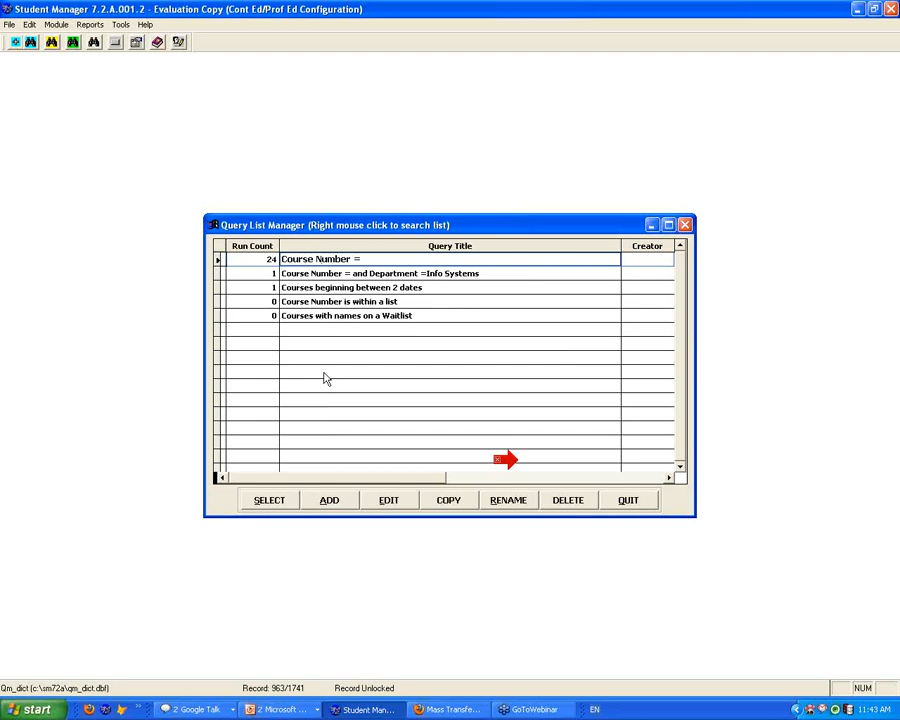 Student Manager 7.2.A.001.2 - Evaluation Copy (Cont Ed/Prof Ed Configuration)
File Edit Module Reports Tools Help
Query List Manager (Right mouse click to search list)
Run Count Query Title Creator
24 Course Number =
1 Course Number = and Department =Info Systems
1 Courses beginning between 2 dates
0 Course Number is within a list
0 Courses with names on a Waitlist
SELECT ADD EDIT COPY RENAME DELETE QUIT
Qm_dict (c:\sm72a\qm_dict.dbf) Record: 963/1741 Record Unlocked NUM
start 2 Google Talk 2 Microsoft ... Student Man... Mass Transfe... GoToWebinar EN 11:43 AM